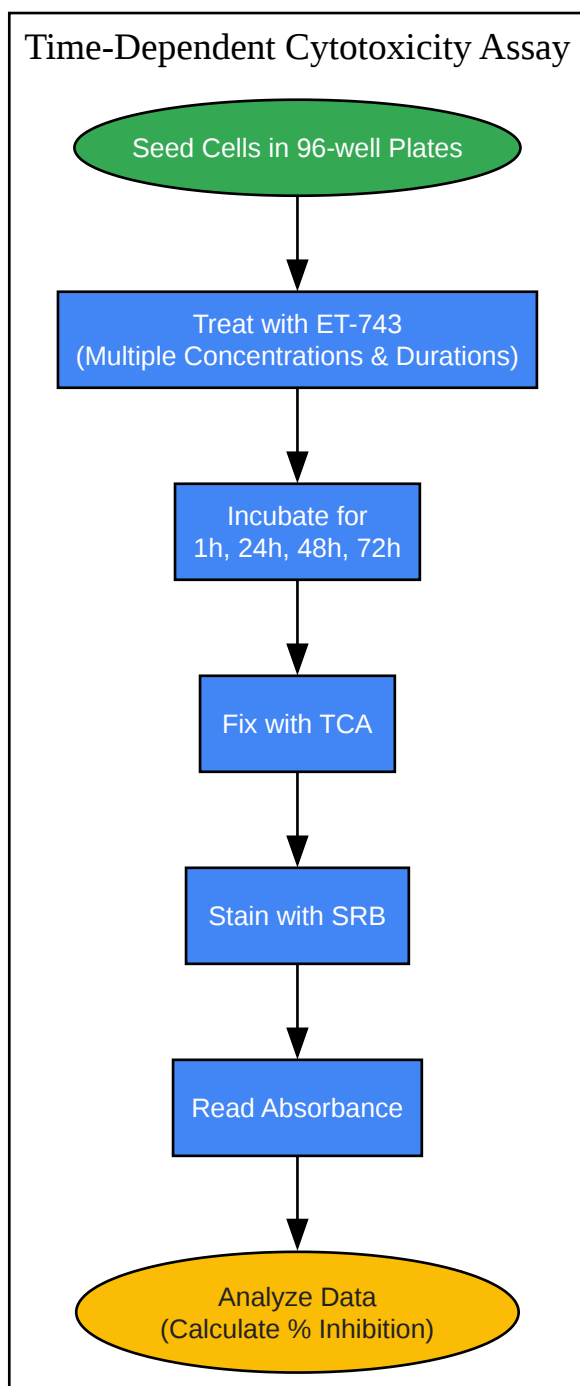 Time-Dependent Cytotoxicity Assay
Seed Cells in 96-well Plates
Treat with ET-743
(Multiple Concentrations & Durations)
Incubate for
1h, 24h, 48h, 72h
Fix with TCA
Stain with SRB
Read Absorbance
Analyze Data
(Calculate % Inhibition)